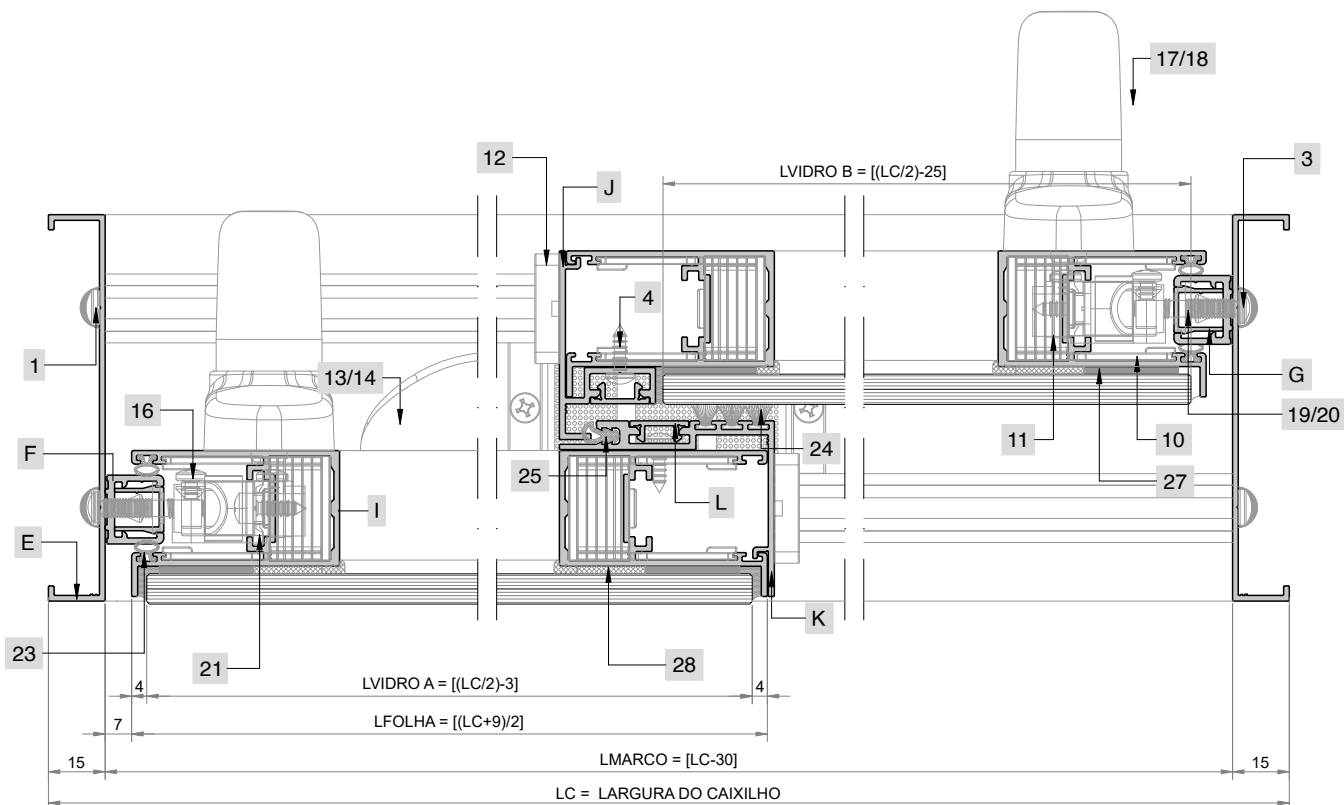 17/18
12
3
LVIDRO B = [(LC/2)-25]
J
4
1
13/14
16
G
19/20
F
11
10
24
25
27
L
I
E
K
23
21
28
4
LVIDRO A = [(LC/2)-3]
4
7
LFOLHA = [(LC+9)/2]
15
LMARCO = [LC-30]
15
LC = LARGURA DO CAIXILHO